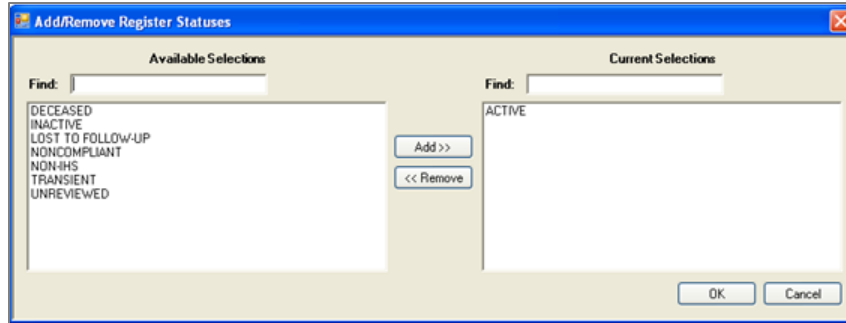 Add/Remove Register Statuses
Available Selections
Find:
DECEASED
INACTIVE
LOST TO FOLLOW-UP
NONCOMPLIANT
NON-IHS
TRANSIENT
UNREVIEWED
Add >>
<< Remove
Current Selections
Find:
ACTIVE
OK
Cancel